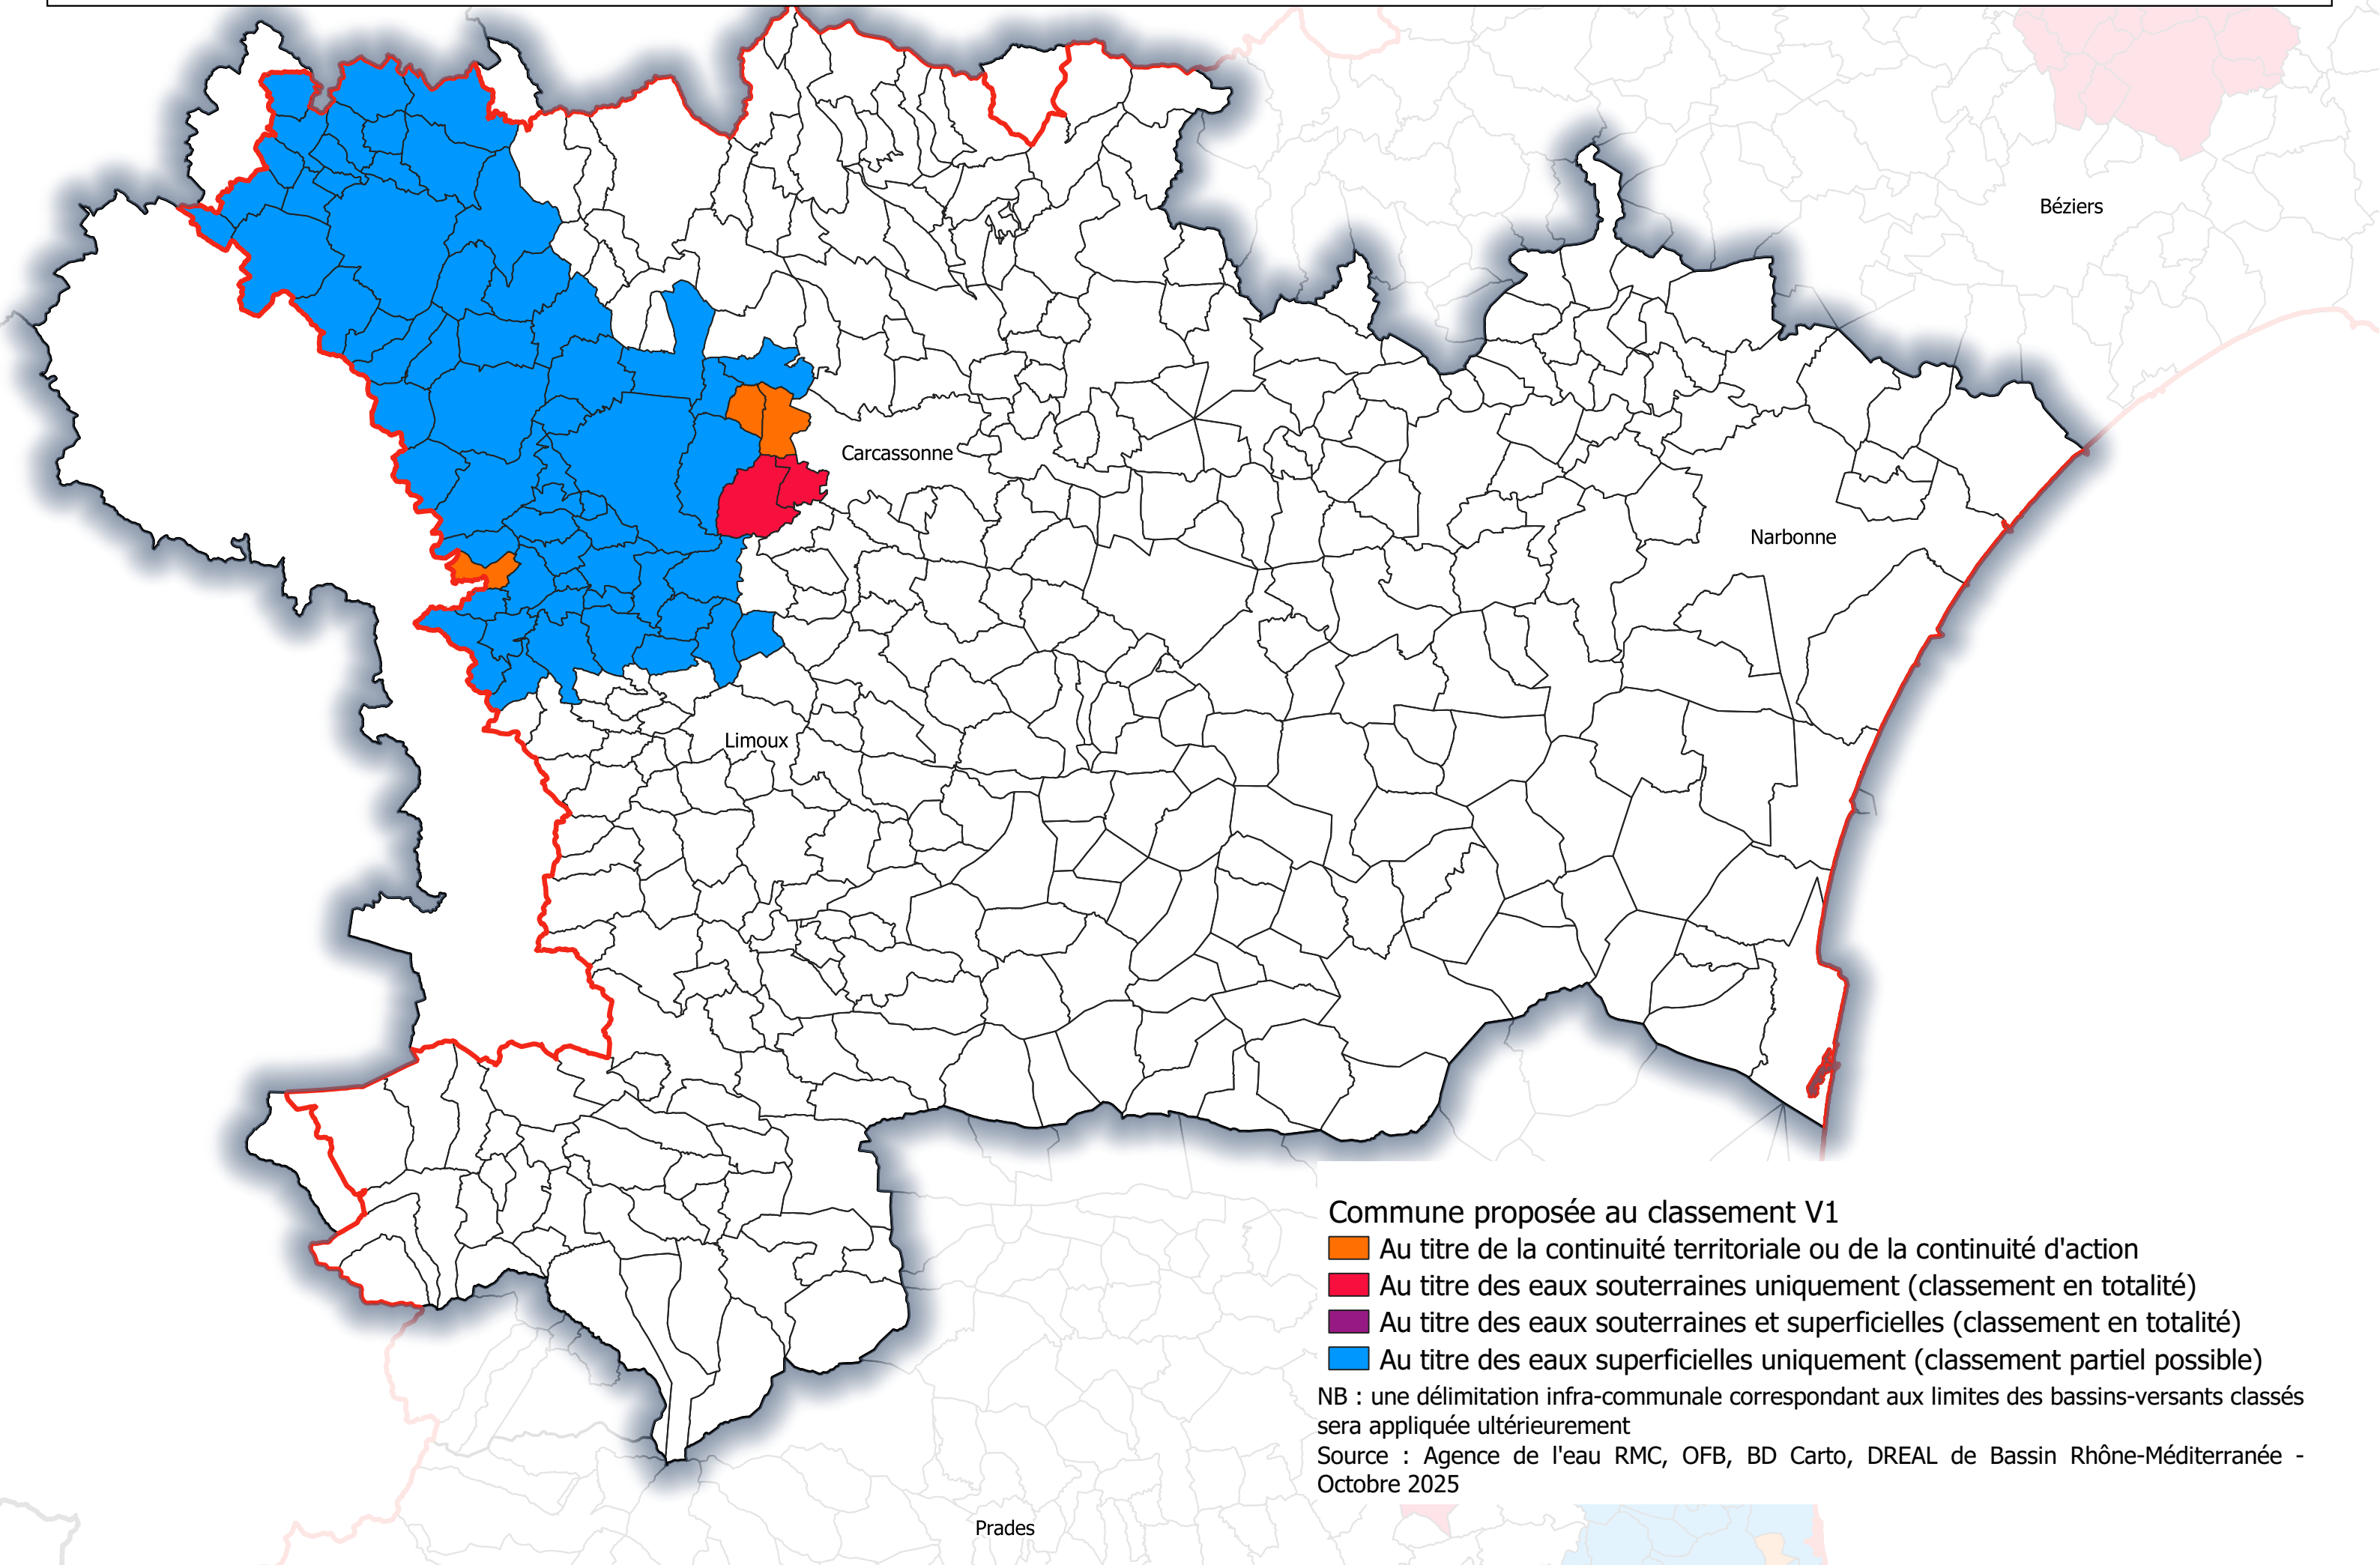 Béziers
Carcassonne
Narbonne
Limoux
Commune proposée au classement V1
Au titre de la continuité territoriale ou de la continuité d'action
Au titre des eaux souterraines uniquement (classement en totalité)
Au titre des eaux souterraines et superficielles (classement en totalité)
Au titre des eaux superficielles uniquement (classement partiel possible)
NB : une délimitation infra-communale correspondant aux limites des bassins-versants classés
sera appliquée ultérieurement
Source : Agence de l'eau RMC, OFB, BD Carto, DREAL de Bassin Rhône-Méditerranée -
Octobre 2025
Prades